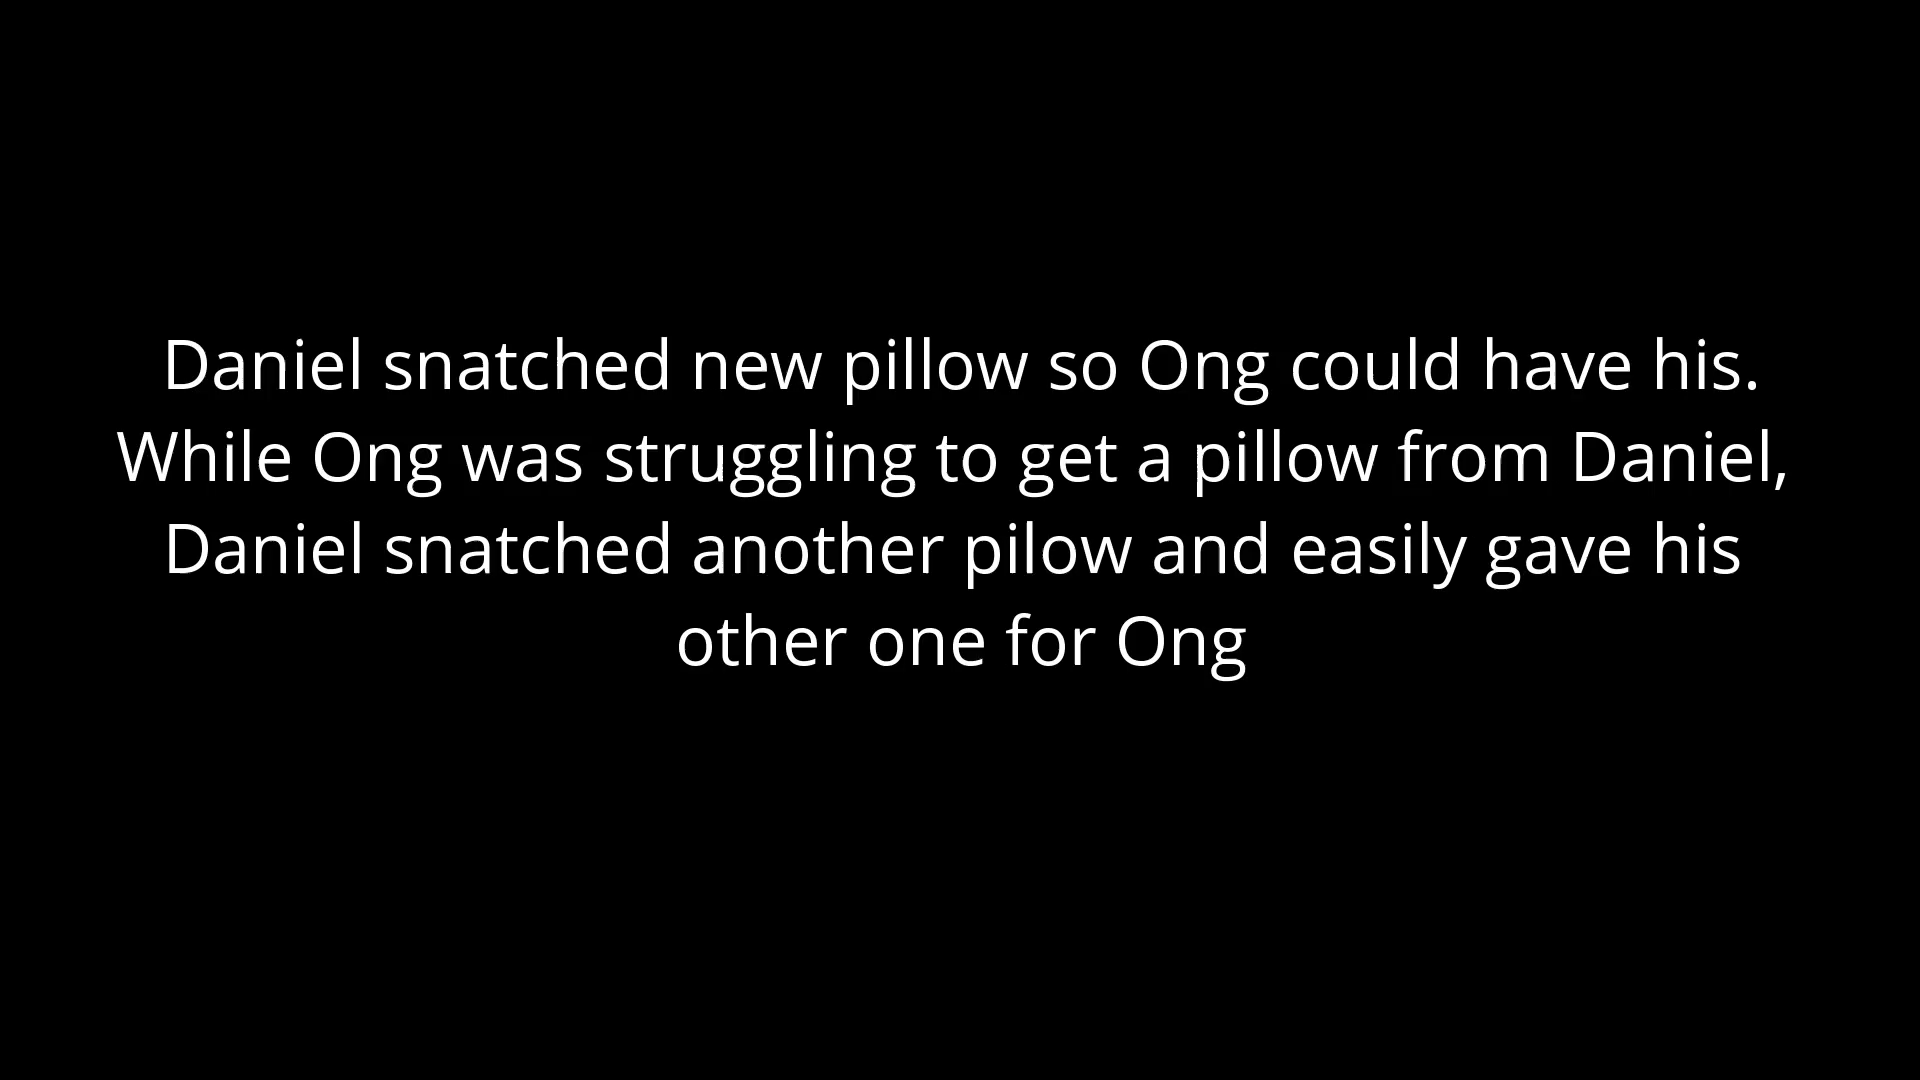 Daniel snatched new pillow so Ong could have his.
While Ong was struggling to get a pillow from Daniel,
Daniel snatched another pilow and easily gave his
other one for Ong